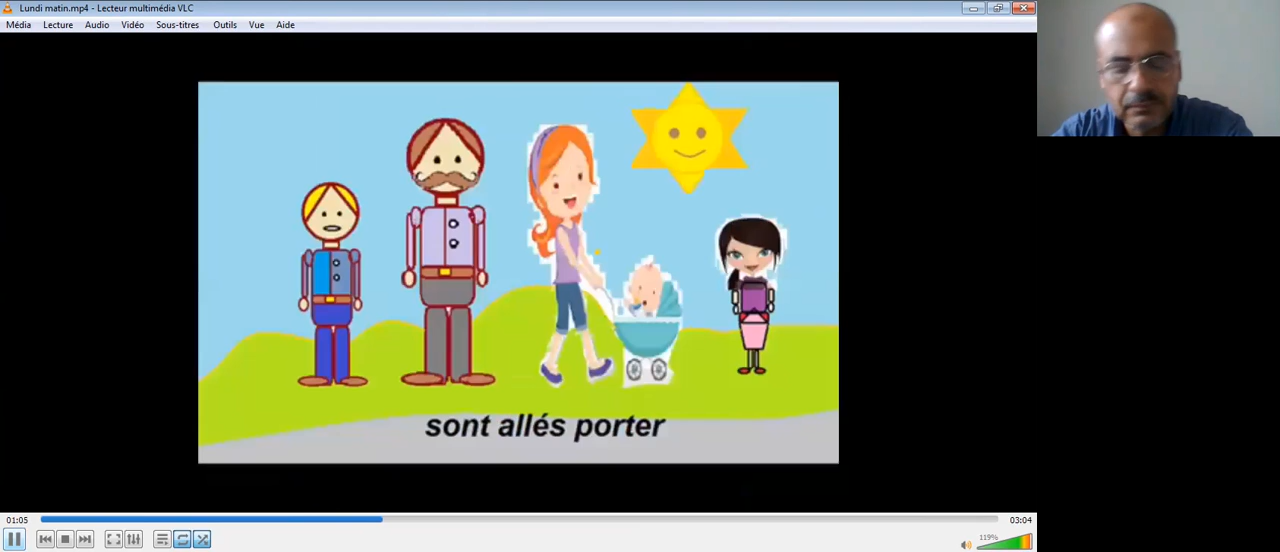 Lundi matin.mp4 - Lecteur multimédia VLC
Média Lecture Audio Vidéo Sous-titres Outils Vue Aide
sont allés porter
01:05 03:04
119%